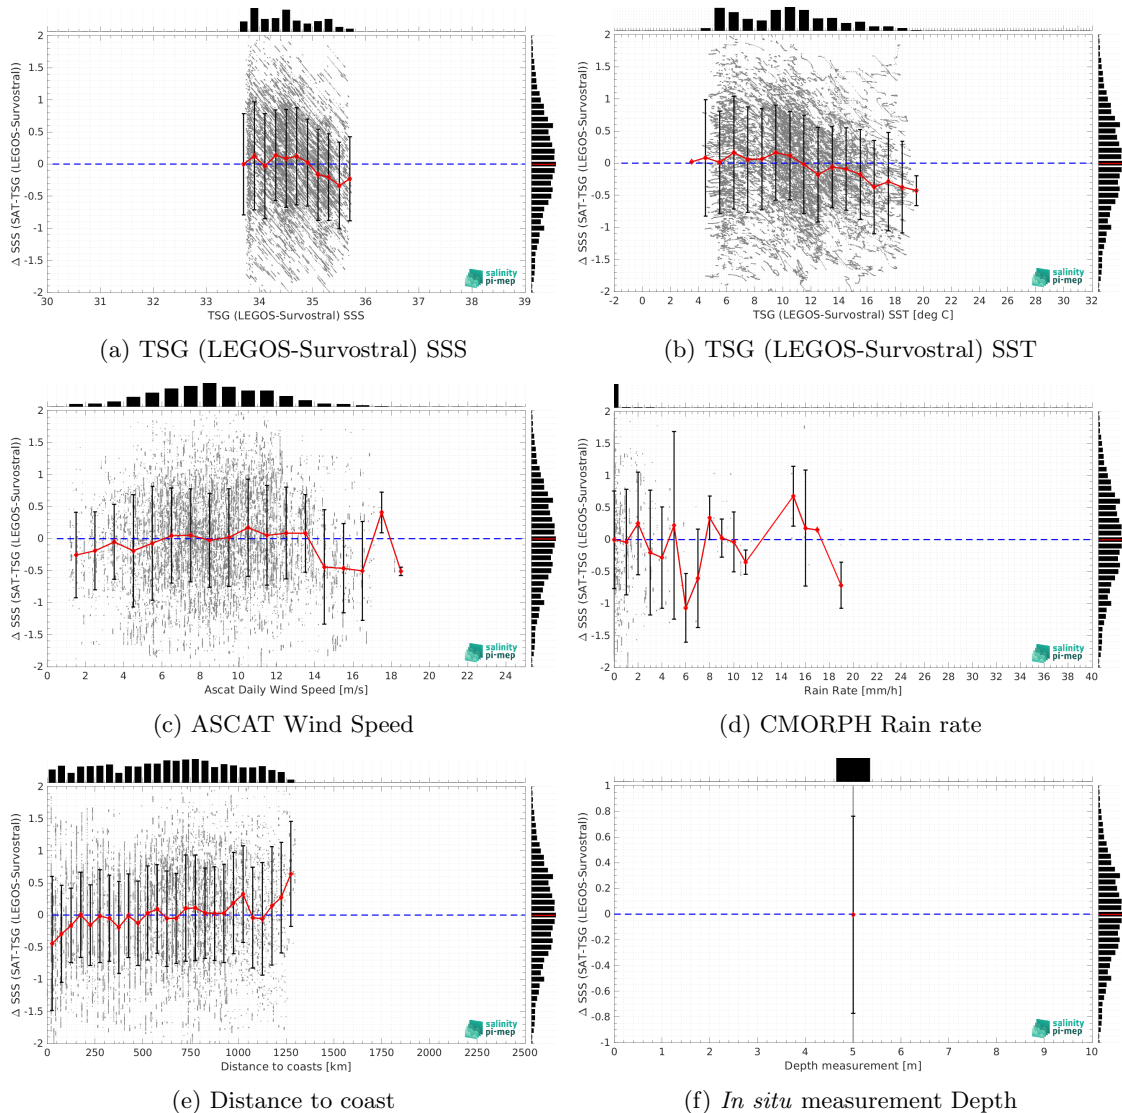 2
1.5
1
0.5
0
-0.5
-1
-1.5
-2
Δ SSS (SAT-TSG (LEGOS-Survostral))
30 31 32 33 34 35 36 37 38 39
TSG (LEGOS-Survostral) SSS
salinity
pi-mep
(a) TSG (LEGOS-Survostral) SSS
2
1.5
1
0.5
0
-0.5
-1
-1.5
-2
Δ SSS (SAT-TSG (LEGOS-Survostral))
-2 0 2 4 6 8 10 12 14 16 18 20 22 24 26 28 30 32
TSG (LEGOS-Survostral) SST [deg C]
salinity
pi-mep
(b) TSG (LEGOS-Survostral) SST
2
1.5
1
0.5
0
-0.5
-1
-1.5
-2
Δ SSS (SAT-TSG (LEGOS-Survostral))
0 2 4 6 8 10 12 14 16 18 20 22 24
Ascat Daily Wind Speed [m/s]
salinity
pi-mep
(c) ASCAT Wind Speed
2
1.5
1
0.5
0
-0.5
-1
-1.5
-2
Δ SSS (SAT-TSG (LEGOS-Survostral))
0 2 4 6 8 10 12 14 16 18 20 22 24 26 28 30 32 34 36 38 40
Rain Rate [mm/h]
salinity
pi-mep
(d) CMORPH Rain rate
2
1.5
1
0.5
0
-0.5
-1
-1.5
-2
Δ SSS (SAT-TSG (LEGOS-Survostral))
0 250 500 750 1000 1250 1500 1750 2000 2250 2500
Distance to coasts [km]
salinity
pi-mep
(e) Distance to coast
1
0.8
0.6
0.4
0.2
0
-0.2
-0.4
-0.6
-0.8
-1
Δ SSS (SAT-TSG (LEGOS-Survostral))
0 1 2 3 4 5 6 7 8 9 10
Depth measurement [m]
salinity
pi-mep
(f) In situ measurement Depth